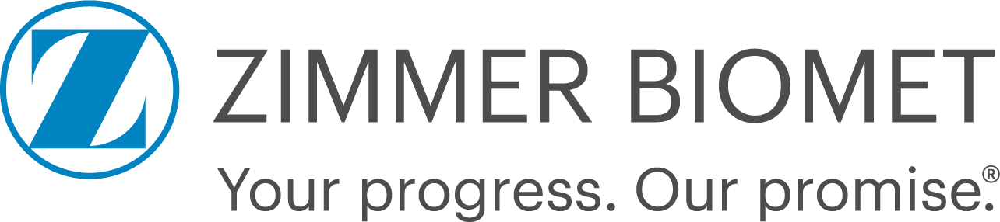 Z ZIMMER BIOMET
Your progress. Our promise.®